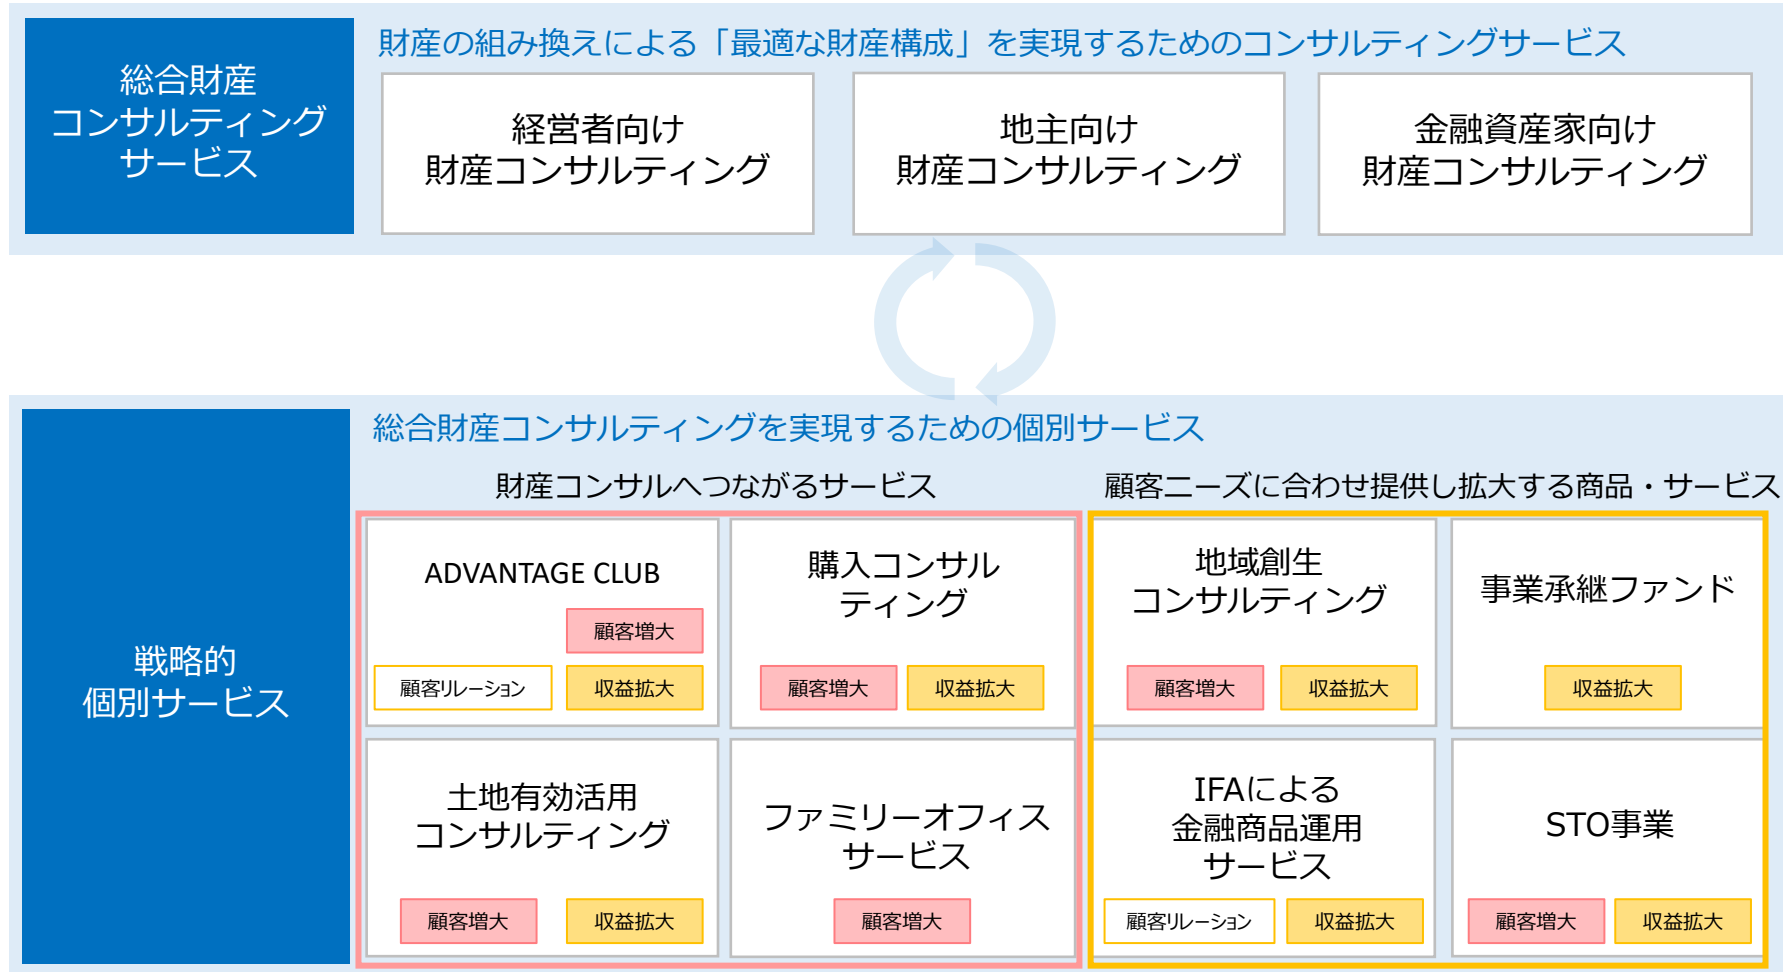 総合財産
コンサルティング
サービス
財産の組み換えによる「最適な財産構成」を実現するためのコンサルティングサービス
経営者向け
財産コンサルティング
地主向け
財産コンサルティング
金融資産家向け
財産コンサルティング
戦略的
個別サービス
総合財産コンサルティングを実現するための個別サービス
財産コンサルへつながるサービス
顧客ニーズに合わせ提供し拡大する商品・サービス
ADVANTAGE CLUB
顧客増大
顧客リレーション
収益拡大
購入コンサル
ティング
顧客増大
収益拡大
地域創生
コンサルティング
顧客増大
収益拡大
事業承継ファンド
収益拡大
土地有効活用
コンサルティング
顧客増大
収益拡大
ファミリーオフィス
サービス
顧客増大
IFAによる
金融商品運用
サービス
顧客リレーション
収益拡大
STO事業
顧客増大
収益拡大